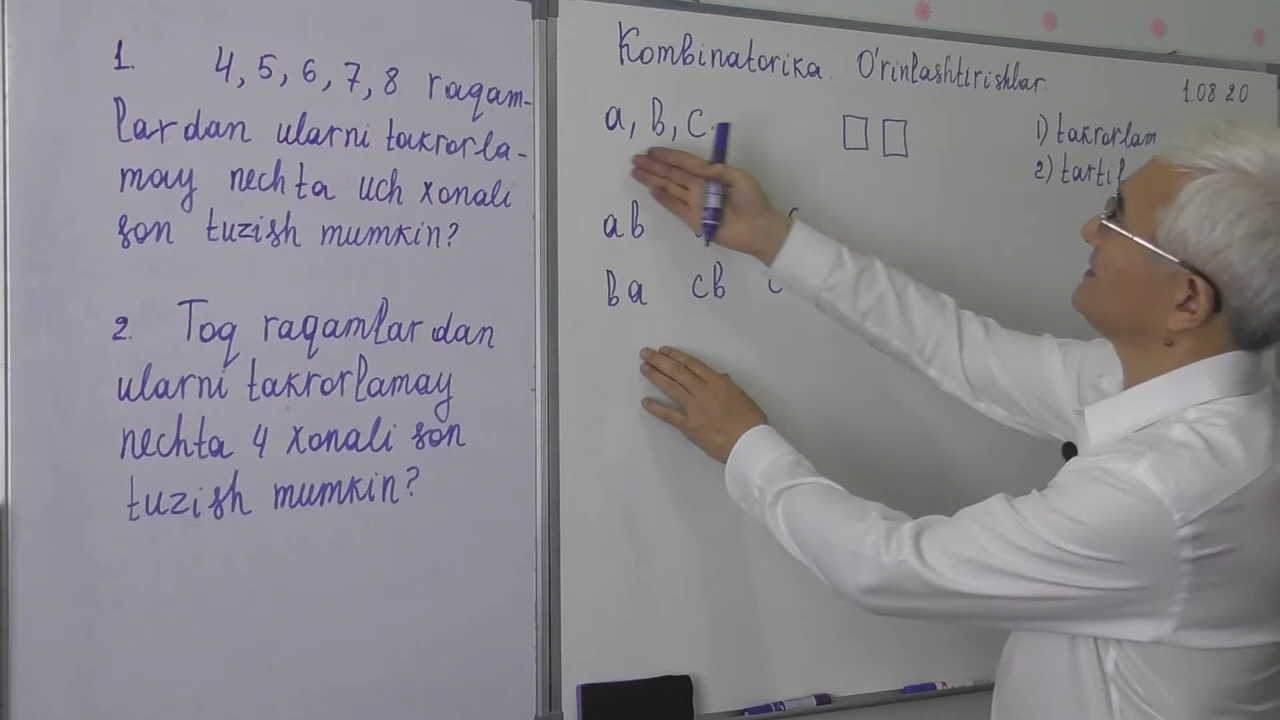 1. 4, 5, 6, 7, 8 raqam-
lardan ularni takrorla-
may nechta uch xonali
son tuzish mumkin?
2. Toq raqamlardan
ularni takrorlamay
nechta 4 xonali son
tuzish mumkin?
Kombinatorika. O'rinlashtirishlar.
1.08 20
a, b, c.
1) takrorlam
2) tartib
ab
ba cb c